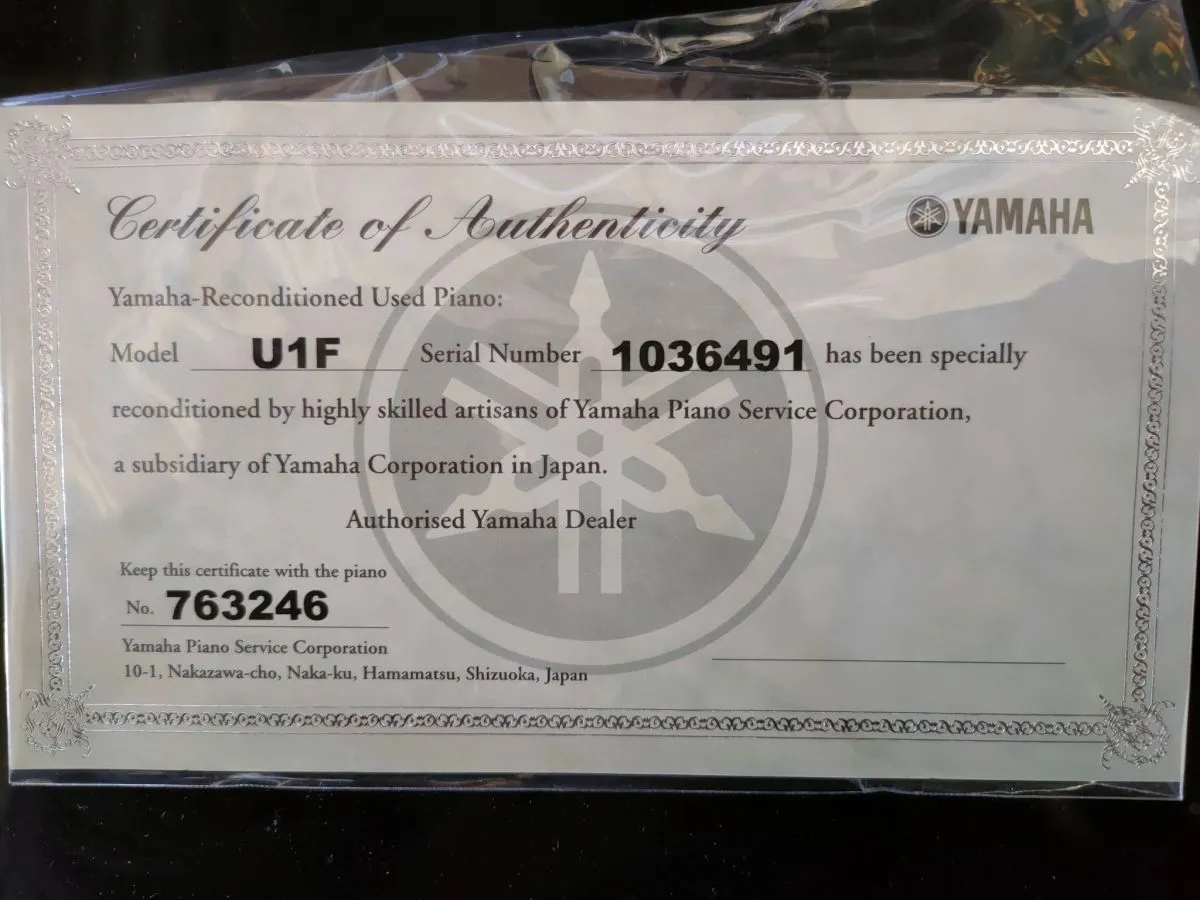 Certificate of Authenticity
YAMAHA
Yamaha-Reconditioned Used Piano:
Model U1F Serial Number 1036491 has been specially
reconditioned by highly skilled artisans of Yamaha Piano Service Corporation,
a subsidiary of Yamaha Corporation in Japan.
Authorised Yamaha Dealer
Keep this certificate with the piano
No. 763246
Yamaha Piano Service Corporation
10-1, Nakazawa-cho, Naka-ku, Hamamatsu, Shizuoka, Japan